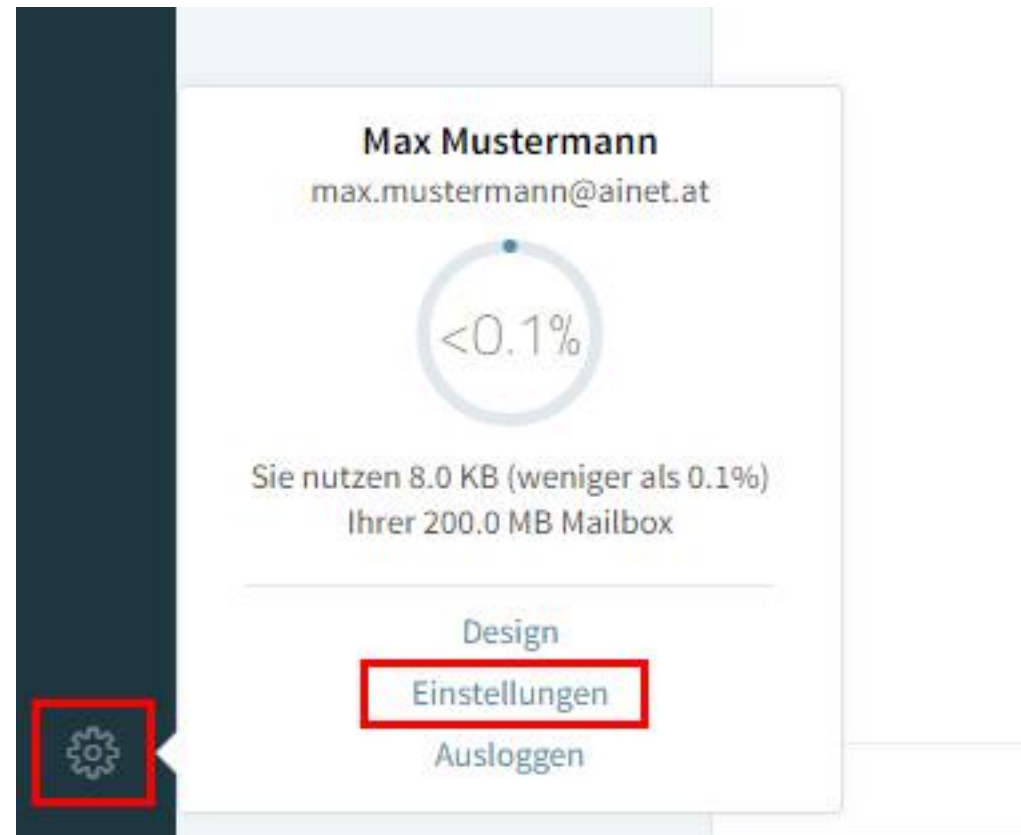 Max Mustermann
max.mustermann@ainet.at
<0.1%
Sie nutzen 8.0 KB (weniger als 0.1%)
Ihrer 200.0 MB Mailbox
Design
Einstellungen
Ausloggen